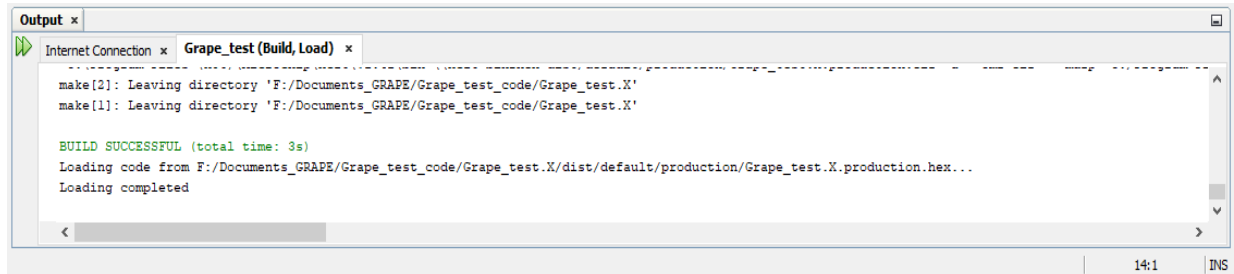 Output ×
Internet Connection × Grape_test (Build, Load) ×
make[2]: Leaving directory 'F:/Documents_GRAPE/Grape_test_code/Grape_test.X'
make[1]: Leaving directory 'F:/Documents_GRAPE/Grape_test_code/Grape_test.X'
BUILD SUCCESSFUL (total time: 3s)
Loading code from F:/Documents_GRAPE/Grape_test_code/Grape_test.X/dist/default/production/Grape_test.X.production.hex...
Loading completed
14:1 INS